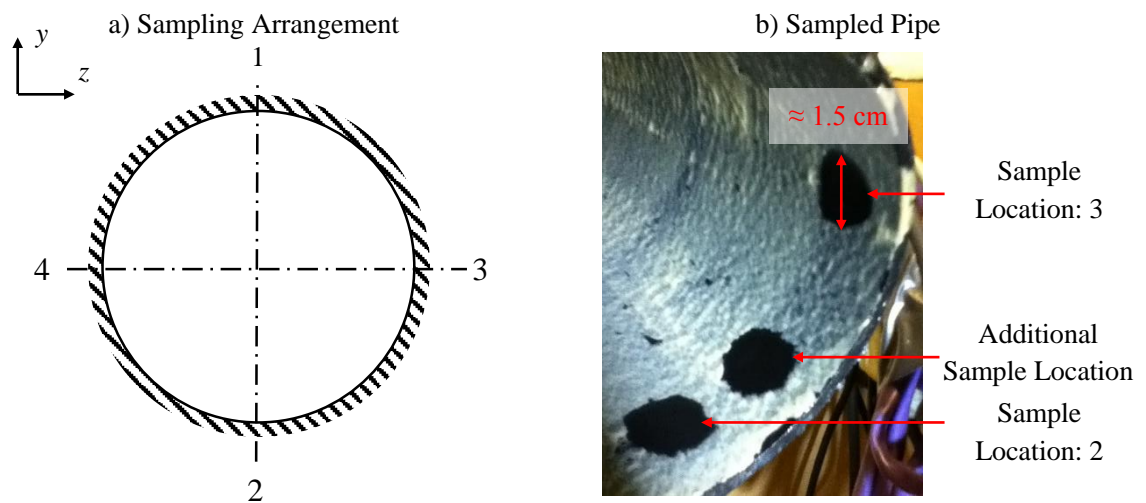 a) Sampling Arrangement
y
z
1
4
3
2
b) Sampled Pipe
≈ 1.5 cm
Sample
Location: 3
Additional
Sample Location
Sample
Location: 2